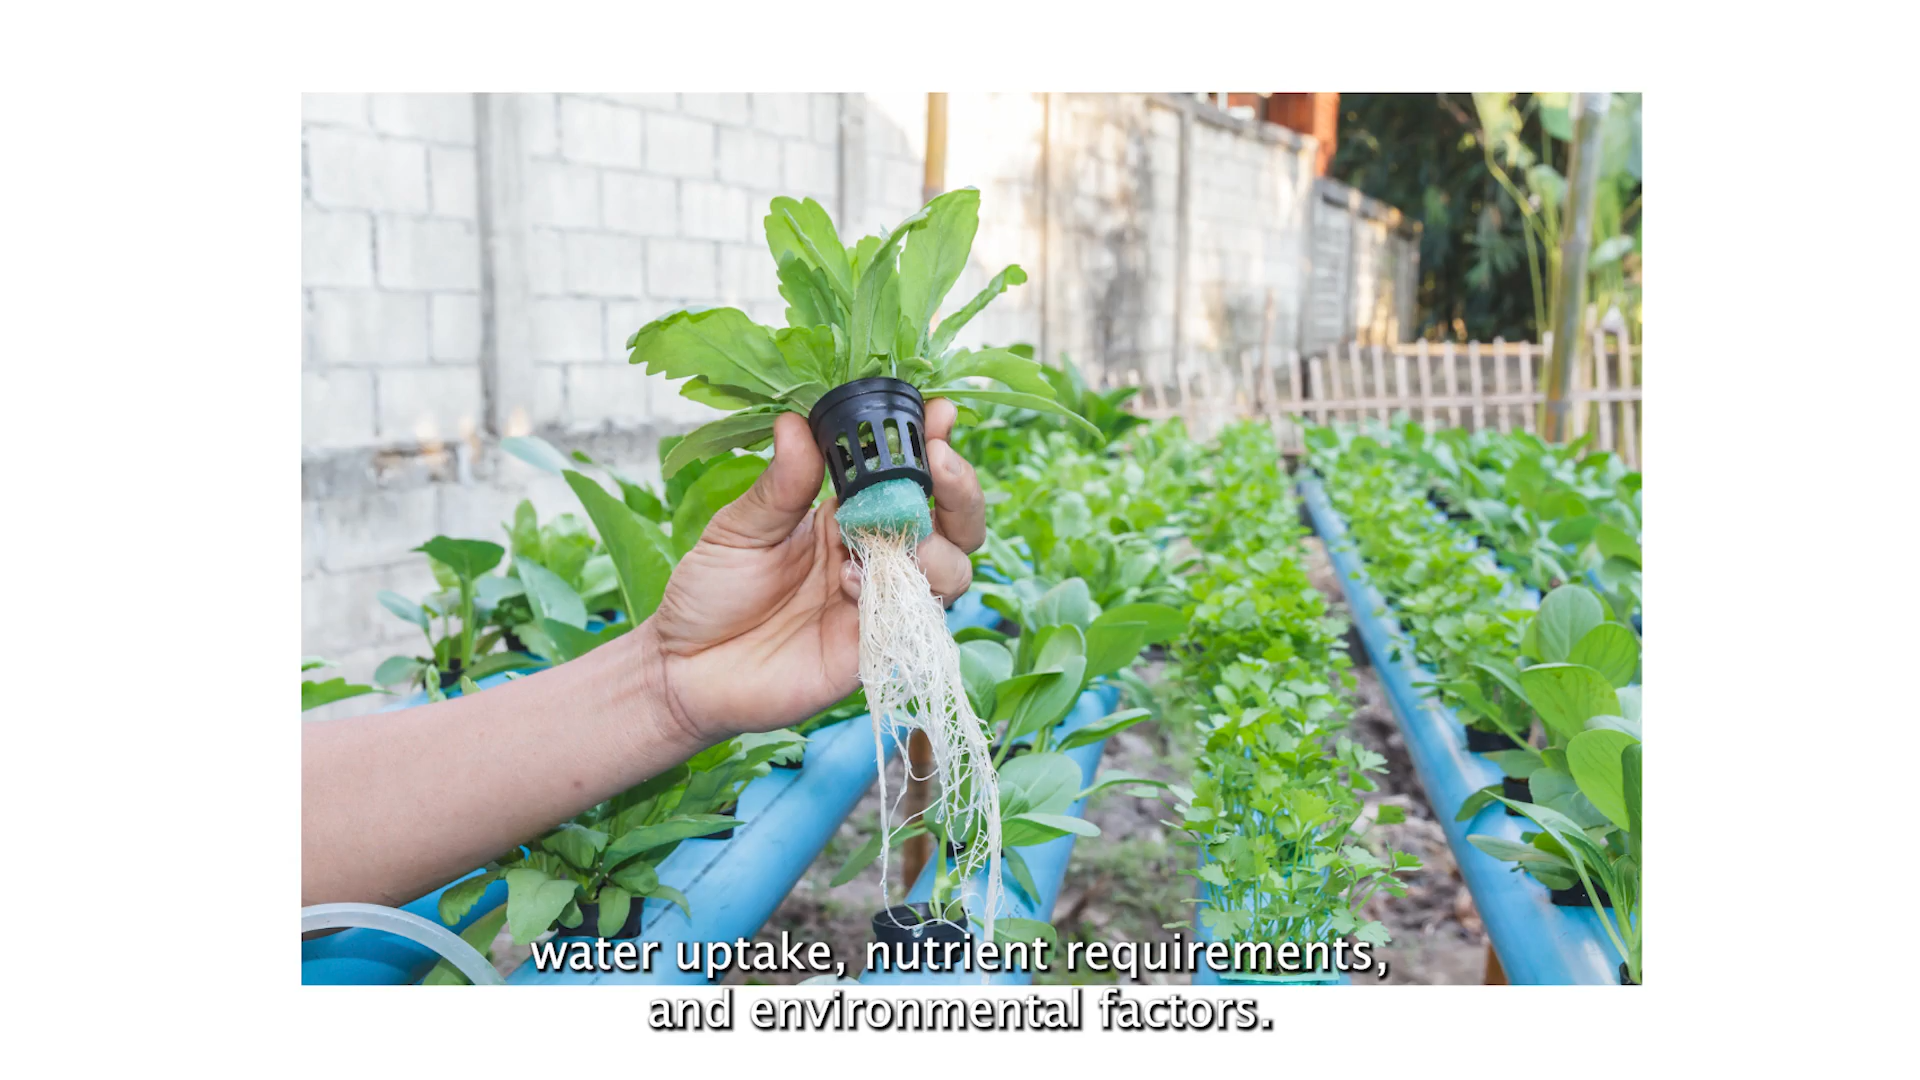 water uptake, nutrient requirements,
and environmental factors.